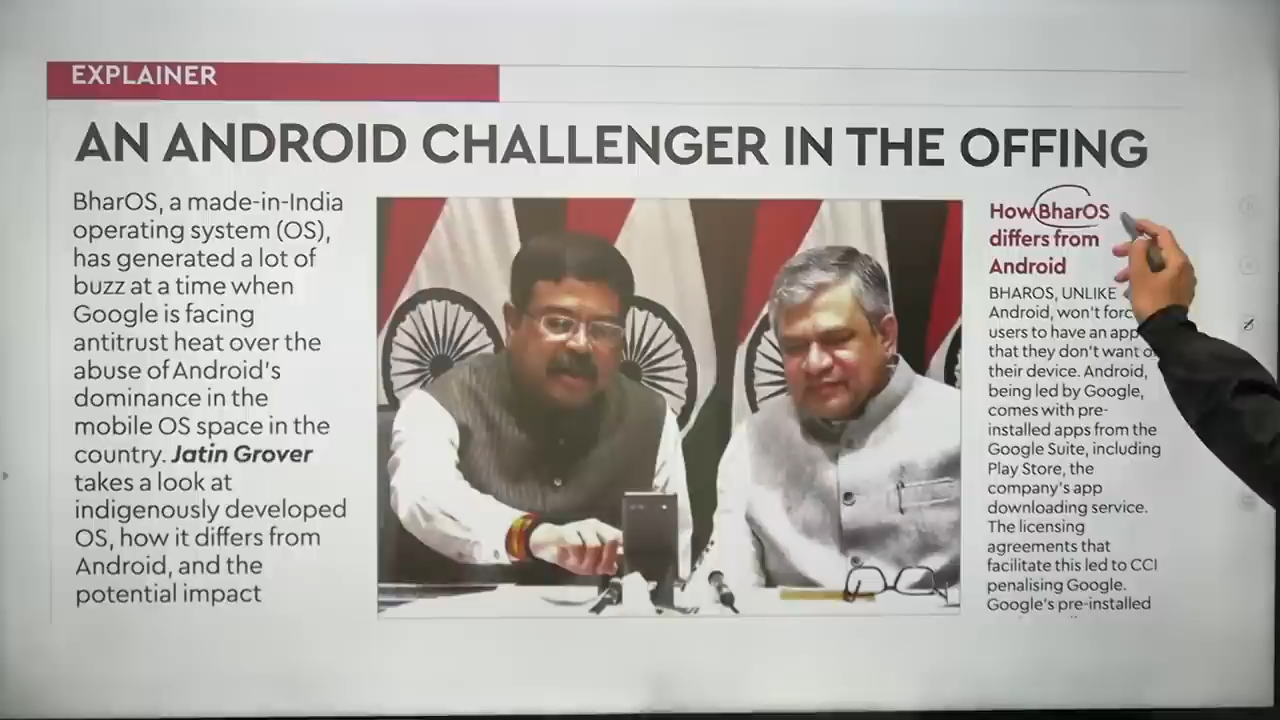 EXPLAINER
AN ANDROID CHALLENGER IN THE OFFING
BharOS, a made-in-India
operating system (OS),
has generated a lot of
buzz at a time when
Google is facing
antitrust heat over the
abuse of Android's
dominance in the
mobile OS space in the
country. Jatin Grover
takes a look at
indigenously developed
OS, how it differs from
Android, and the
potential impact
How BharOS
differs from
Android
BHAROS, UNLIKE
Android, won't forc
users to have an app
that they don't want o
their device. Android,
being led by Google,
comes with pre-
installed apps from the
Google Suite, including
Play Store, the
company's app
downloading service.
The licensing
agreements that
facilitate this led to CCI
penalising Google.
Google's pre-installed